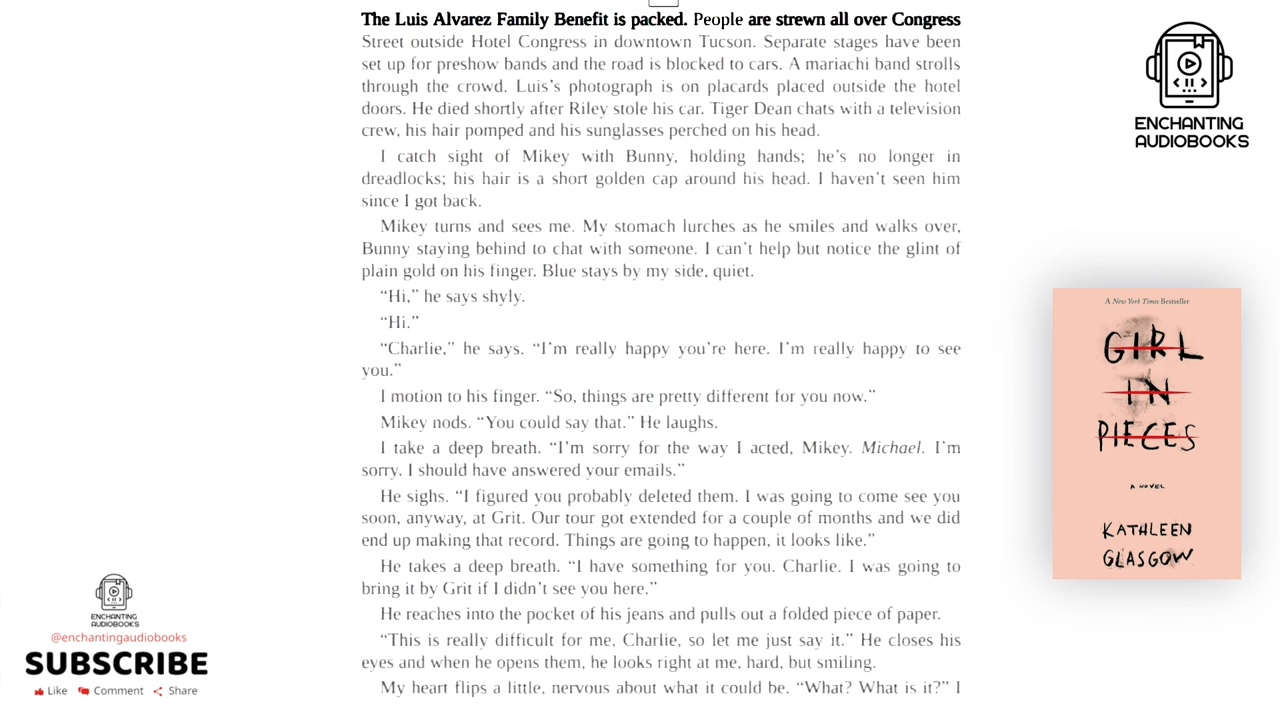 The Luis Alvarez Family Benefit is packed. People are strewn all over Congress
Street outside Hotel Congress in downtown Tucson. Separate stages have been
set up for preshow bands and the road is blocked to cars. A mariachi band strolls
through the crowd. Luis's photograph is on placards placed outside the hotel
doors. He died shortly after Riley stole his car. Tiger Dean chats with a television
crew, his hair pomped and his sunglasses perched on his head.
I catch sight of Mikey with Bunny, holding hands; he's no longer in
dreadlocks; his hair is a short golden cap around his head. I haven't seen him
since I got back.
Mikey turns and sees me. My stomach lurches as he smiles and walks over,
Bunny staying behind to chat with someone. I can't help but notice the glint of
plain gold on his finger. Blue stays by my side, quiet.
“Hi,” he says shyly.
“Hi.”
“Charlie,” he says. “I'm really happy you're here. I'm really happy to see
you.”
I motion to his finger. “So, things are pretty different for you now.”
Mikey nods. “You could say that.” He laughs.
I take a deep breath. “I'm sorry for the way I acted, Mikey. Michael. I'm
sorry. I should have answered your emails.”
He sighs. “I figured you probably deleted them. I was going to come see you
soon, anyway, at Grit. Our tour got extended for a couple of months and we did
end up making that record. Things are going to happen, it looks like.”
He takes a deep breath. “I have something for you. Charlie. I was going to
bring it by Grit if I didn't see you here.”
He reaches into the pocket of his jeans and pulls out a folded piece of paper.
“This is really difficult for me, Charlie, so let me just say it.” He closes his
eyes and when he opens them, he looks right at me, hard, but smiling.
My heart flips a little, nervous about what it could be. “What? What is it?” I
ENCHANTING
AUDIOBOOKS
A New York Times Bestseller
GIRL
IN
PIECES
A NOVEL
KATHLEEN
GLASGOW
ENCHANTING
AUDIOBOOKS
@enchantingaudiobooks
SUBSCRIBE
Like Comment Share